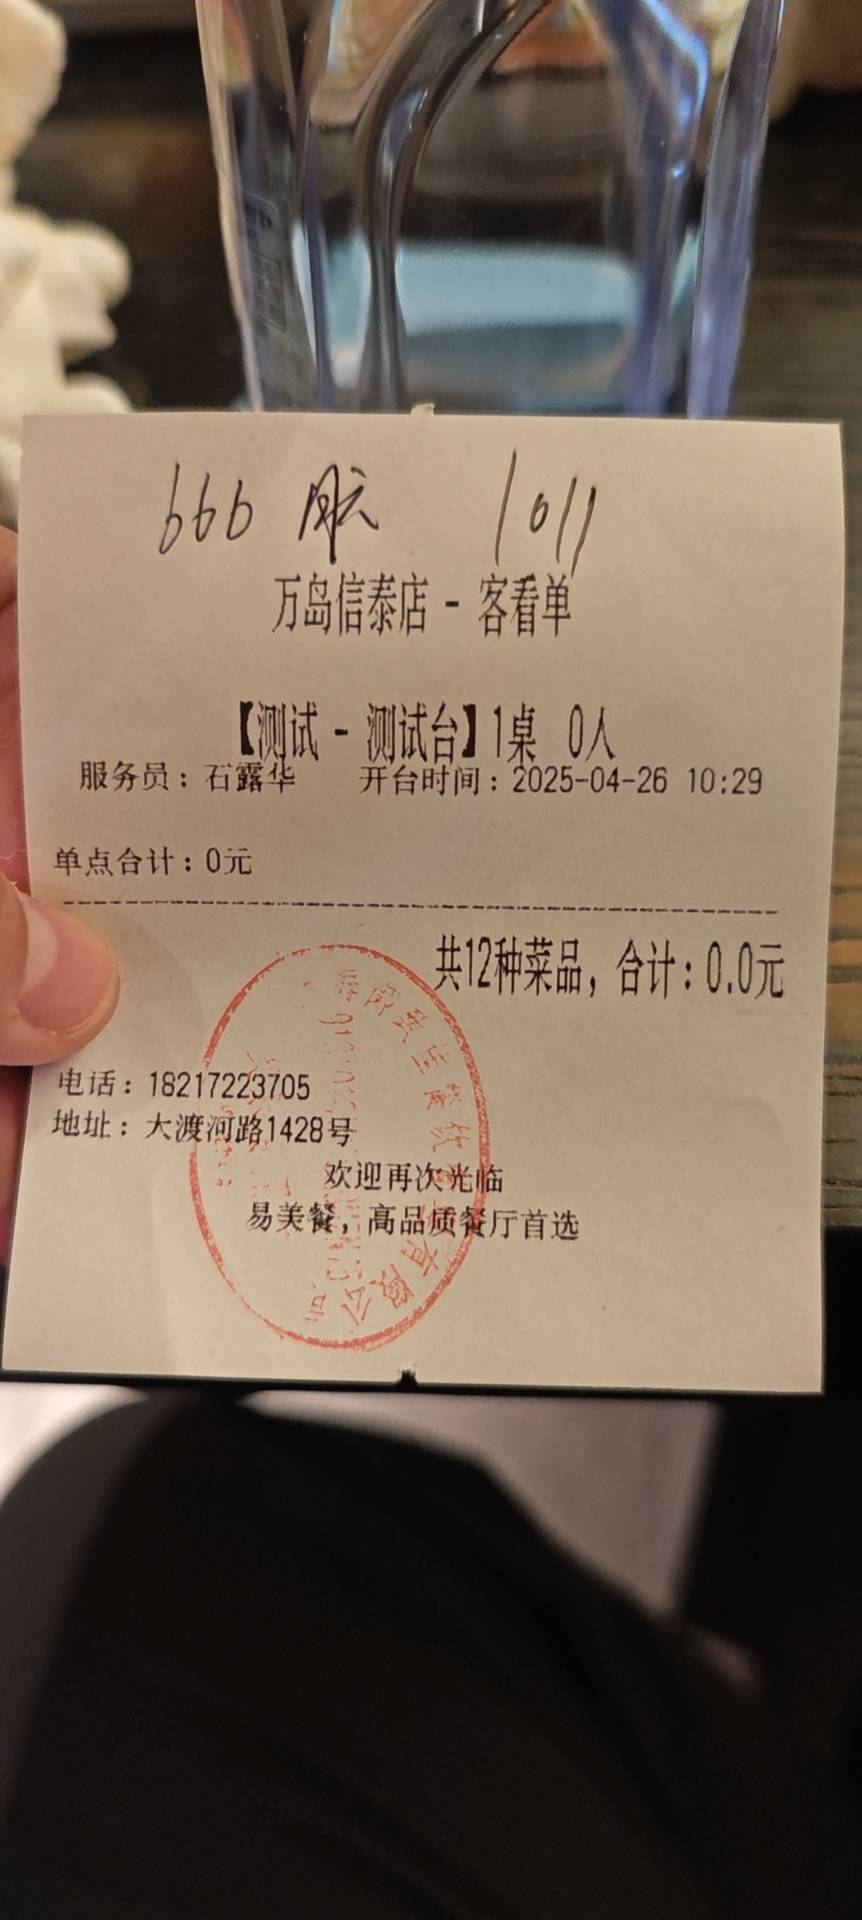 666 1011
万岛信泰店 - 客看单
【测试 - 测试台】1桌 0人
服务员：石露华 开台时间：2025-04-26 10:29
单点合计：0元
共12种菜品，合计：0.0元
电话：18217223705
地址：大渡河路1428号
欢迎再次光临
易美餐，高品质餐厅首选
有限公司